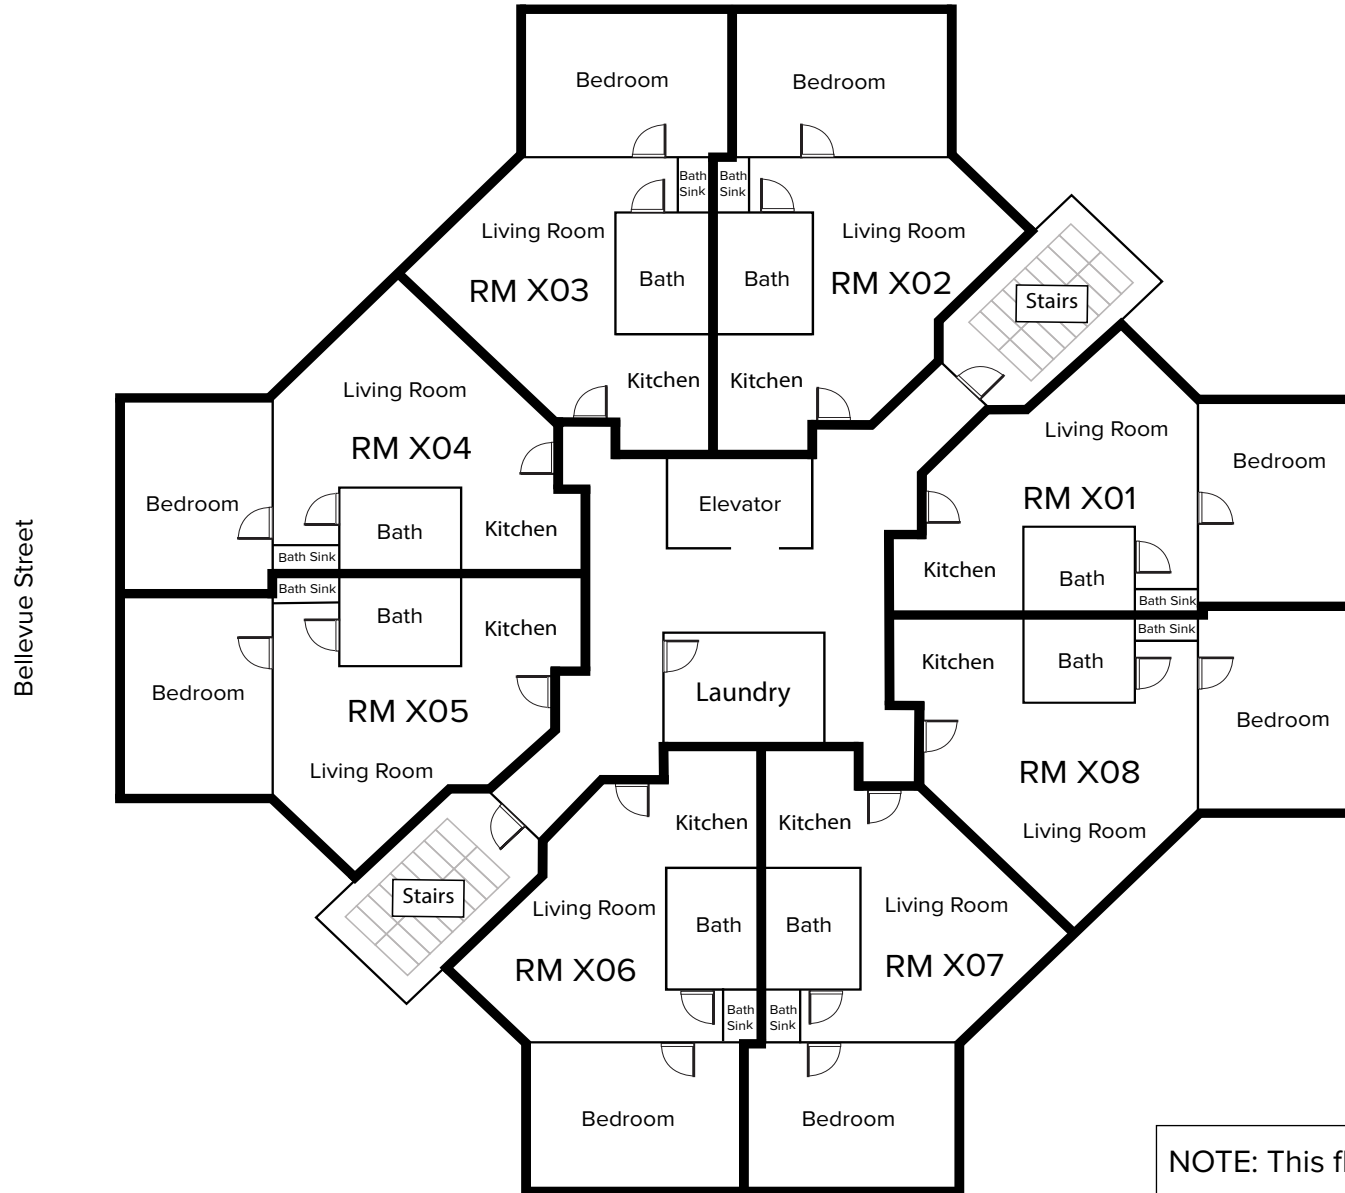 Bedroom
Bedroom
Bath
Sink
Bath
Sink
Living Room
Living Room
Bath
Bath
RM X03
RM X02
Stairs
Kitchen
Kitchen
Living Room
RM X04
Bedroom
Bath
Kitchen
Bath Sink
Elevator
Living Room
RM X01
Bedroom
Kitchen
Bath
Bath Sink
Bellevue Street
Bath Sink
Bath
Kitchen
Bedroom
RM X05
Living Room
Laundry
Bath Sink
Kitchen
Bath
Bedroom
RM X08
Living Room
Stairs
Kitchen
Kitchen
Living Room
Bath
Bath
Living Room
RM X06
RM X07
Bath
Sink
Bath
Sink
Bedroom
Bedroom
NOTE: This